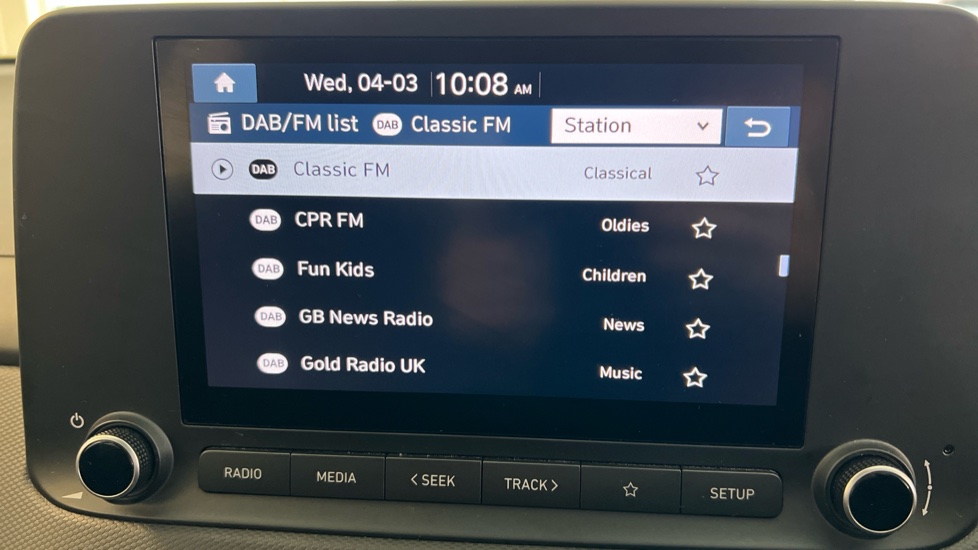 Wed, 04-03 10:08 AM
DAB/FM list DAB Classic FM Station
DAB Classic FM Classical
DAB CPR FM Oldies
DAB Fun Kids Children
DAB GB News Radio News
DAB Gold Radio UK Music
RADIO MEDIA <SEEK TRACK> SETUP